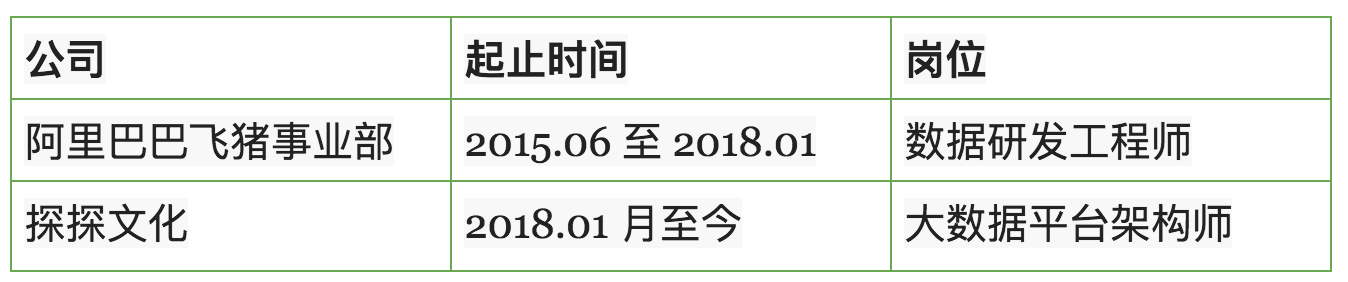 公司 起止时间 岗位
阿里巴巴飞猪事业部 2015.06 至 2018.01 数据研发工程师
探探文化 2018.01 月至今 大数据平台架构师